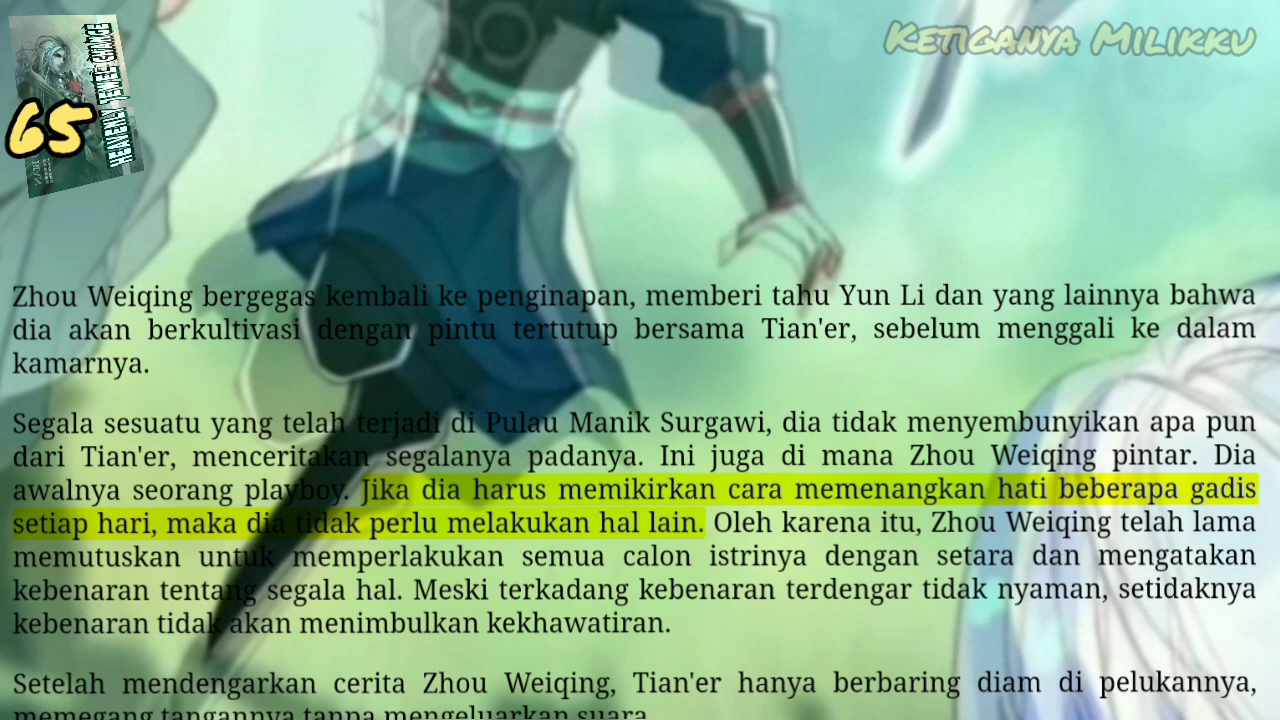 Ketiganya Milikku
HEAVENLY JEWEL CHANGE
65
Zhou Weiqing bergegas kembali ke penginapan, memberi tahu Yun Li dan yang lainnya bahwa
dia akan berkultivasi dengan pintu tertutup bersama Tian'er, sebelum menggali ke dalam
kamarnya.
Segala sesuatu yang telah terjadi di Pulau Manik Surgawi, dia tidak menyembunyikan apa pun
dari Tian'er, menceritakan segalanya padanya. Ini juga di mana Zhou Weiqing pintar. Dia
awalnya seorang playboy. Jika dia harus memikirkan cara memenangkan hati beberapa gadis
setiap hari, maka dia tidak perlu melakukan hal lain. Oleh karena itu, Zhou Weiqing telah lama
memutuskan untuk memperlakukan semua calon istrinya dengan setara dan mengatakan
kebenaran tentang segala hal. Meski terkadang kebenaran terdengar tidak nyaman, setidaknya
kebenaran tidak akan menimbulkan kekhawatiran.
Setelah mendengarkan cerita Zhou Weiqing, Tian'er hanya berbaring diam di pelukannya,
memegang tangannya tanpa mengeluarkan suara.